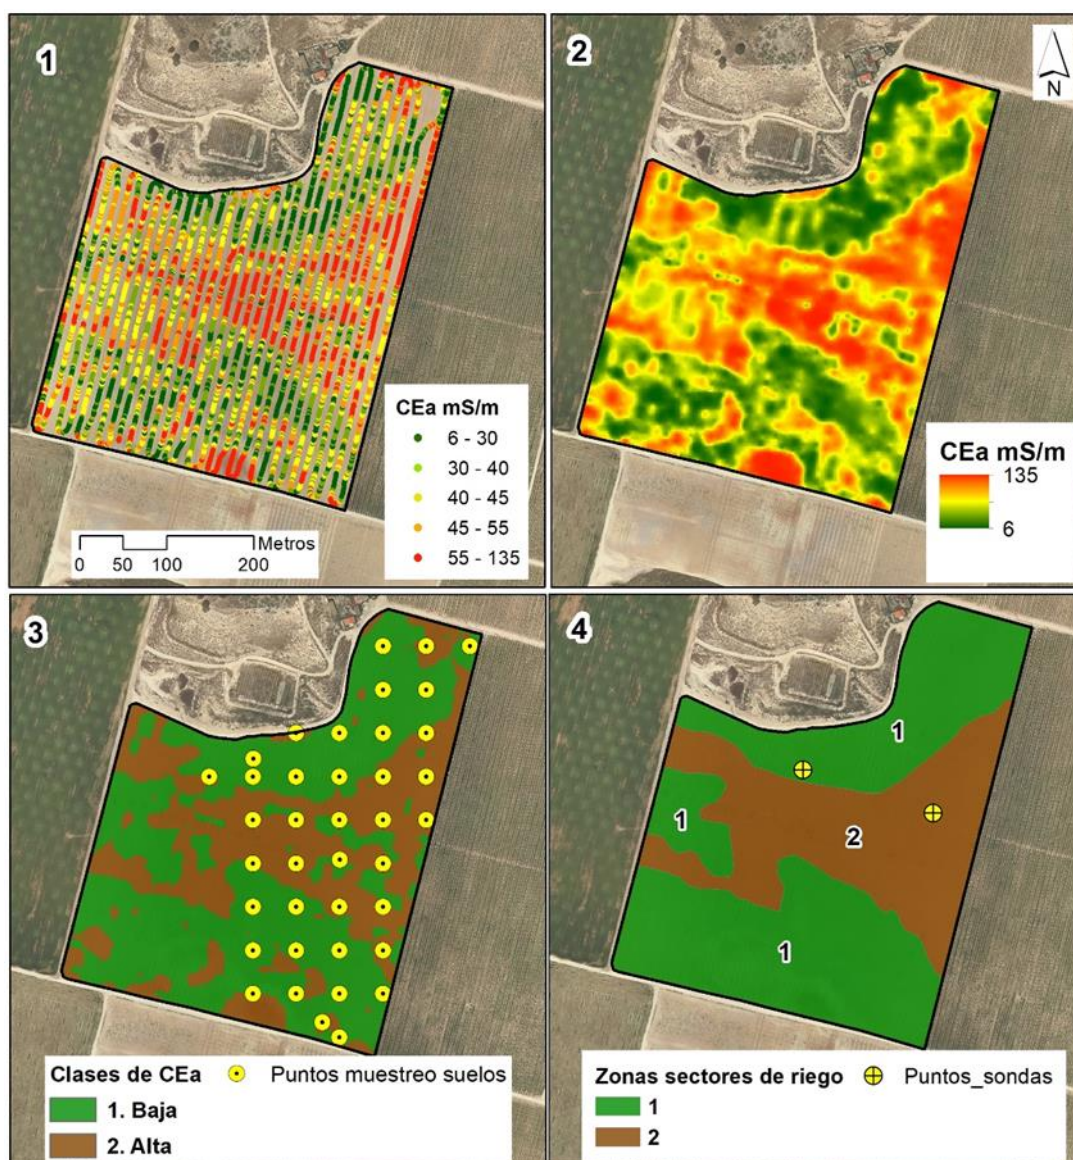 1
CEa mS/m
6 - 30
30 - 40
40 - 45
45 - 55
55 - 135
Metros
0 50 100 200
2
N
CEa mS/m
135
6
3
Clases de CEa
Puntos muestreo suelos
1. Baja
2. Alta
4
1
1
2
1
Zonas sectores de riego
Puntos_sondas
1
2